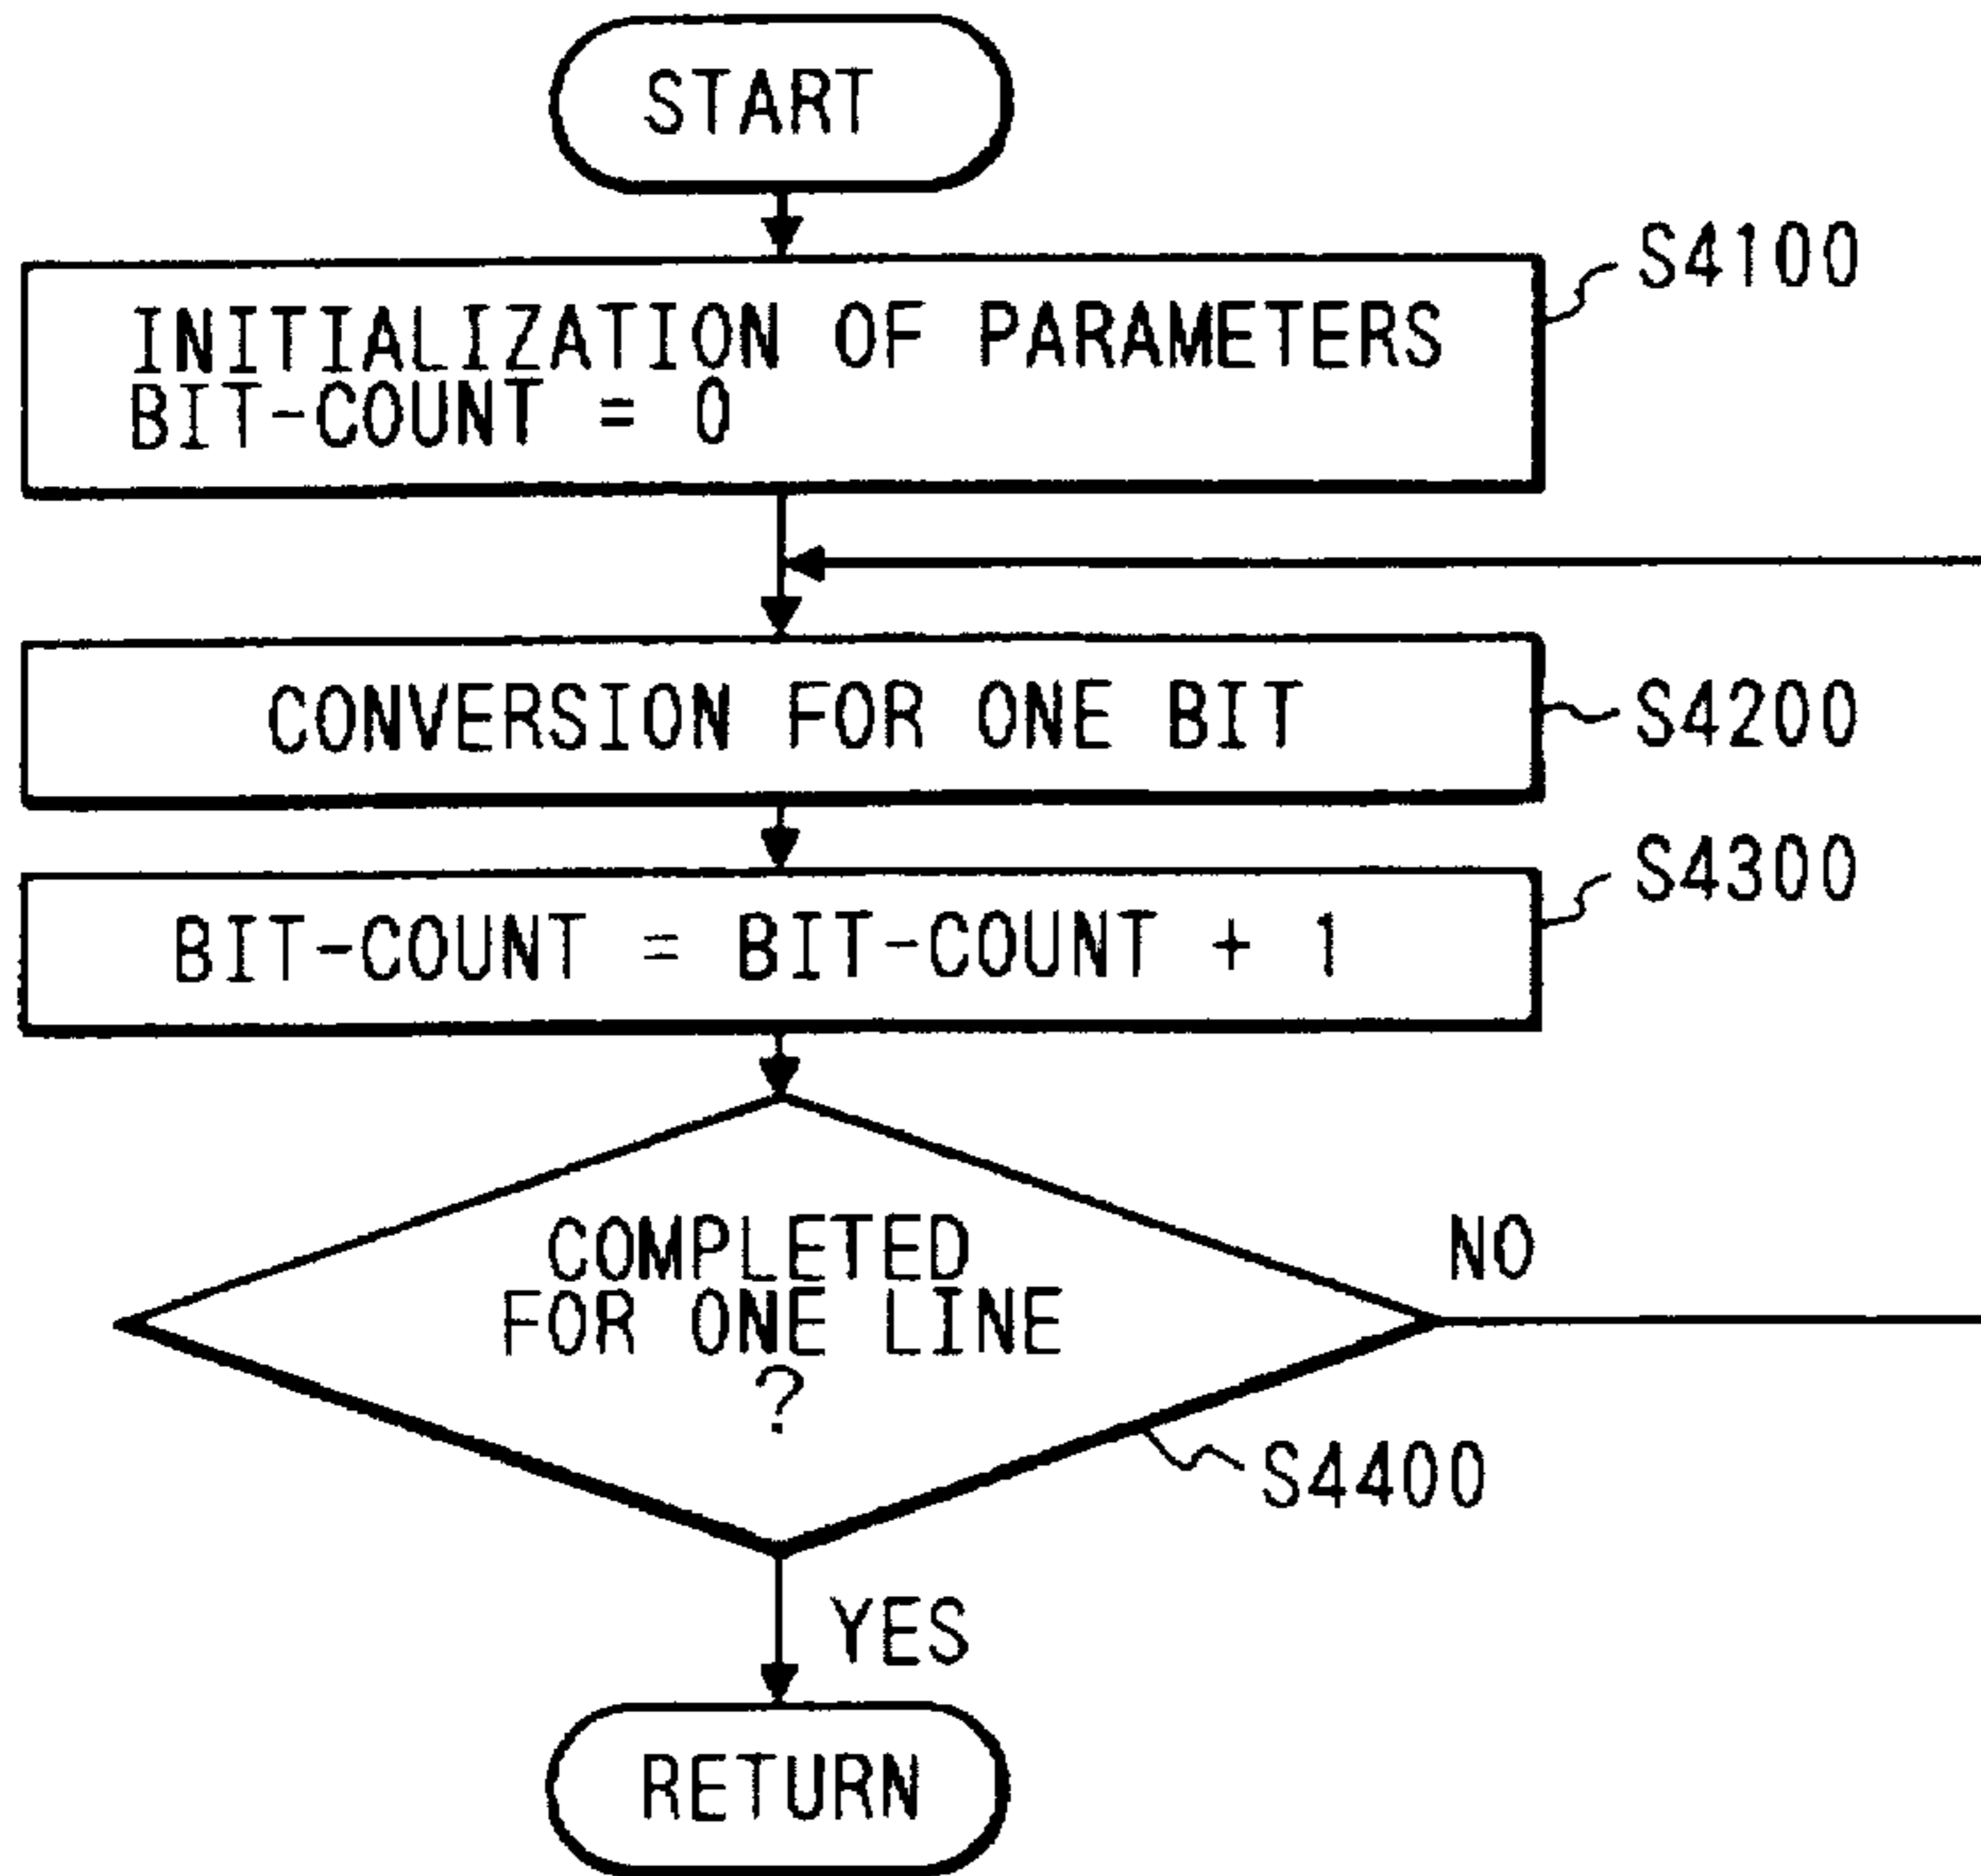 START
S4100
INITIALIZATION OF PARAMETERS
BIT-COUNT = 0
CONVERSION FOR ONE BIT
S4200
S4300
BIT-COUNT = BIT-COUNT + 1
COMPLETED
FOR ONE LINE
?
NO
S4400
YES
RETURN